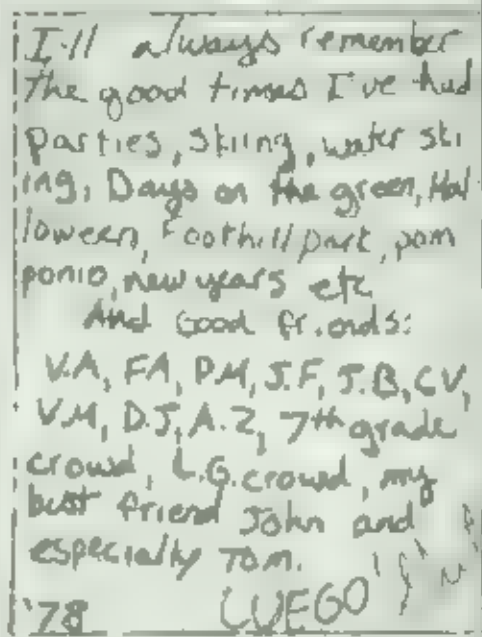 I'll always remember
the good times I've had
parties, skiing, water ski
ing, Days on the green, Hal
loween, Foothill park, pom
ponio, new years etc
And Good friends:
V.A, FA, P.M, J.F, J.B, CV,
V.M, D.J, A.Z, 7th grade
crowd, L.G. crowd, my
best friend John and
especially Tom.
'78 LUEGO